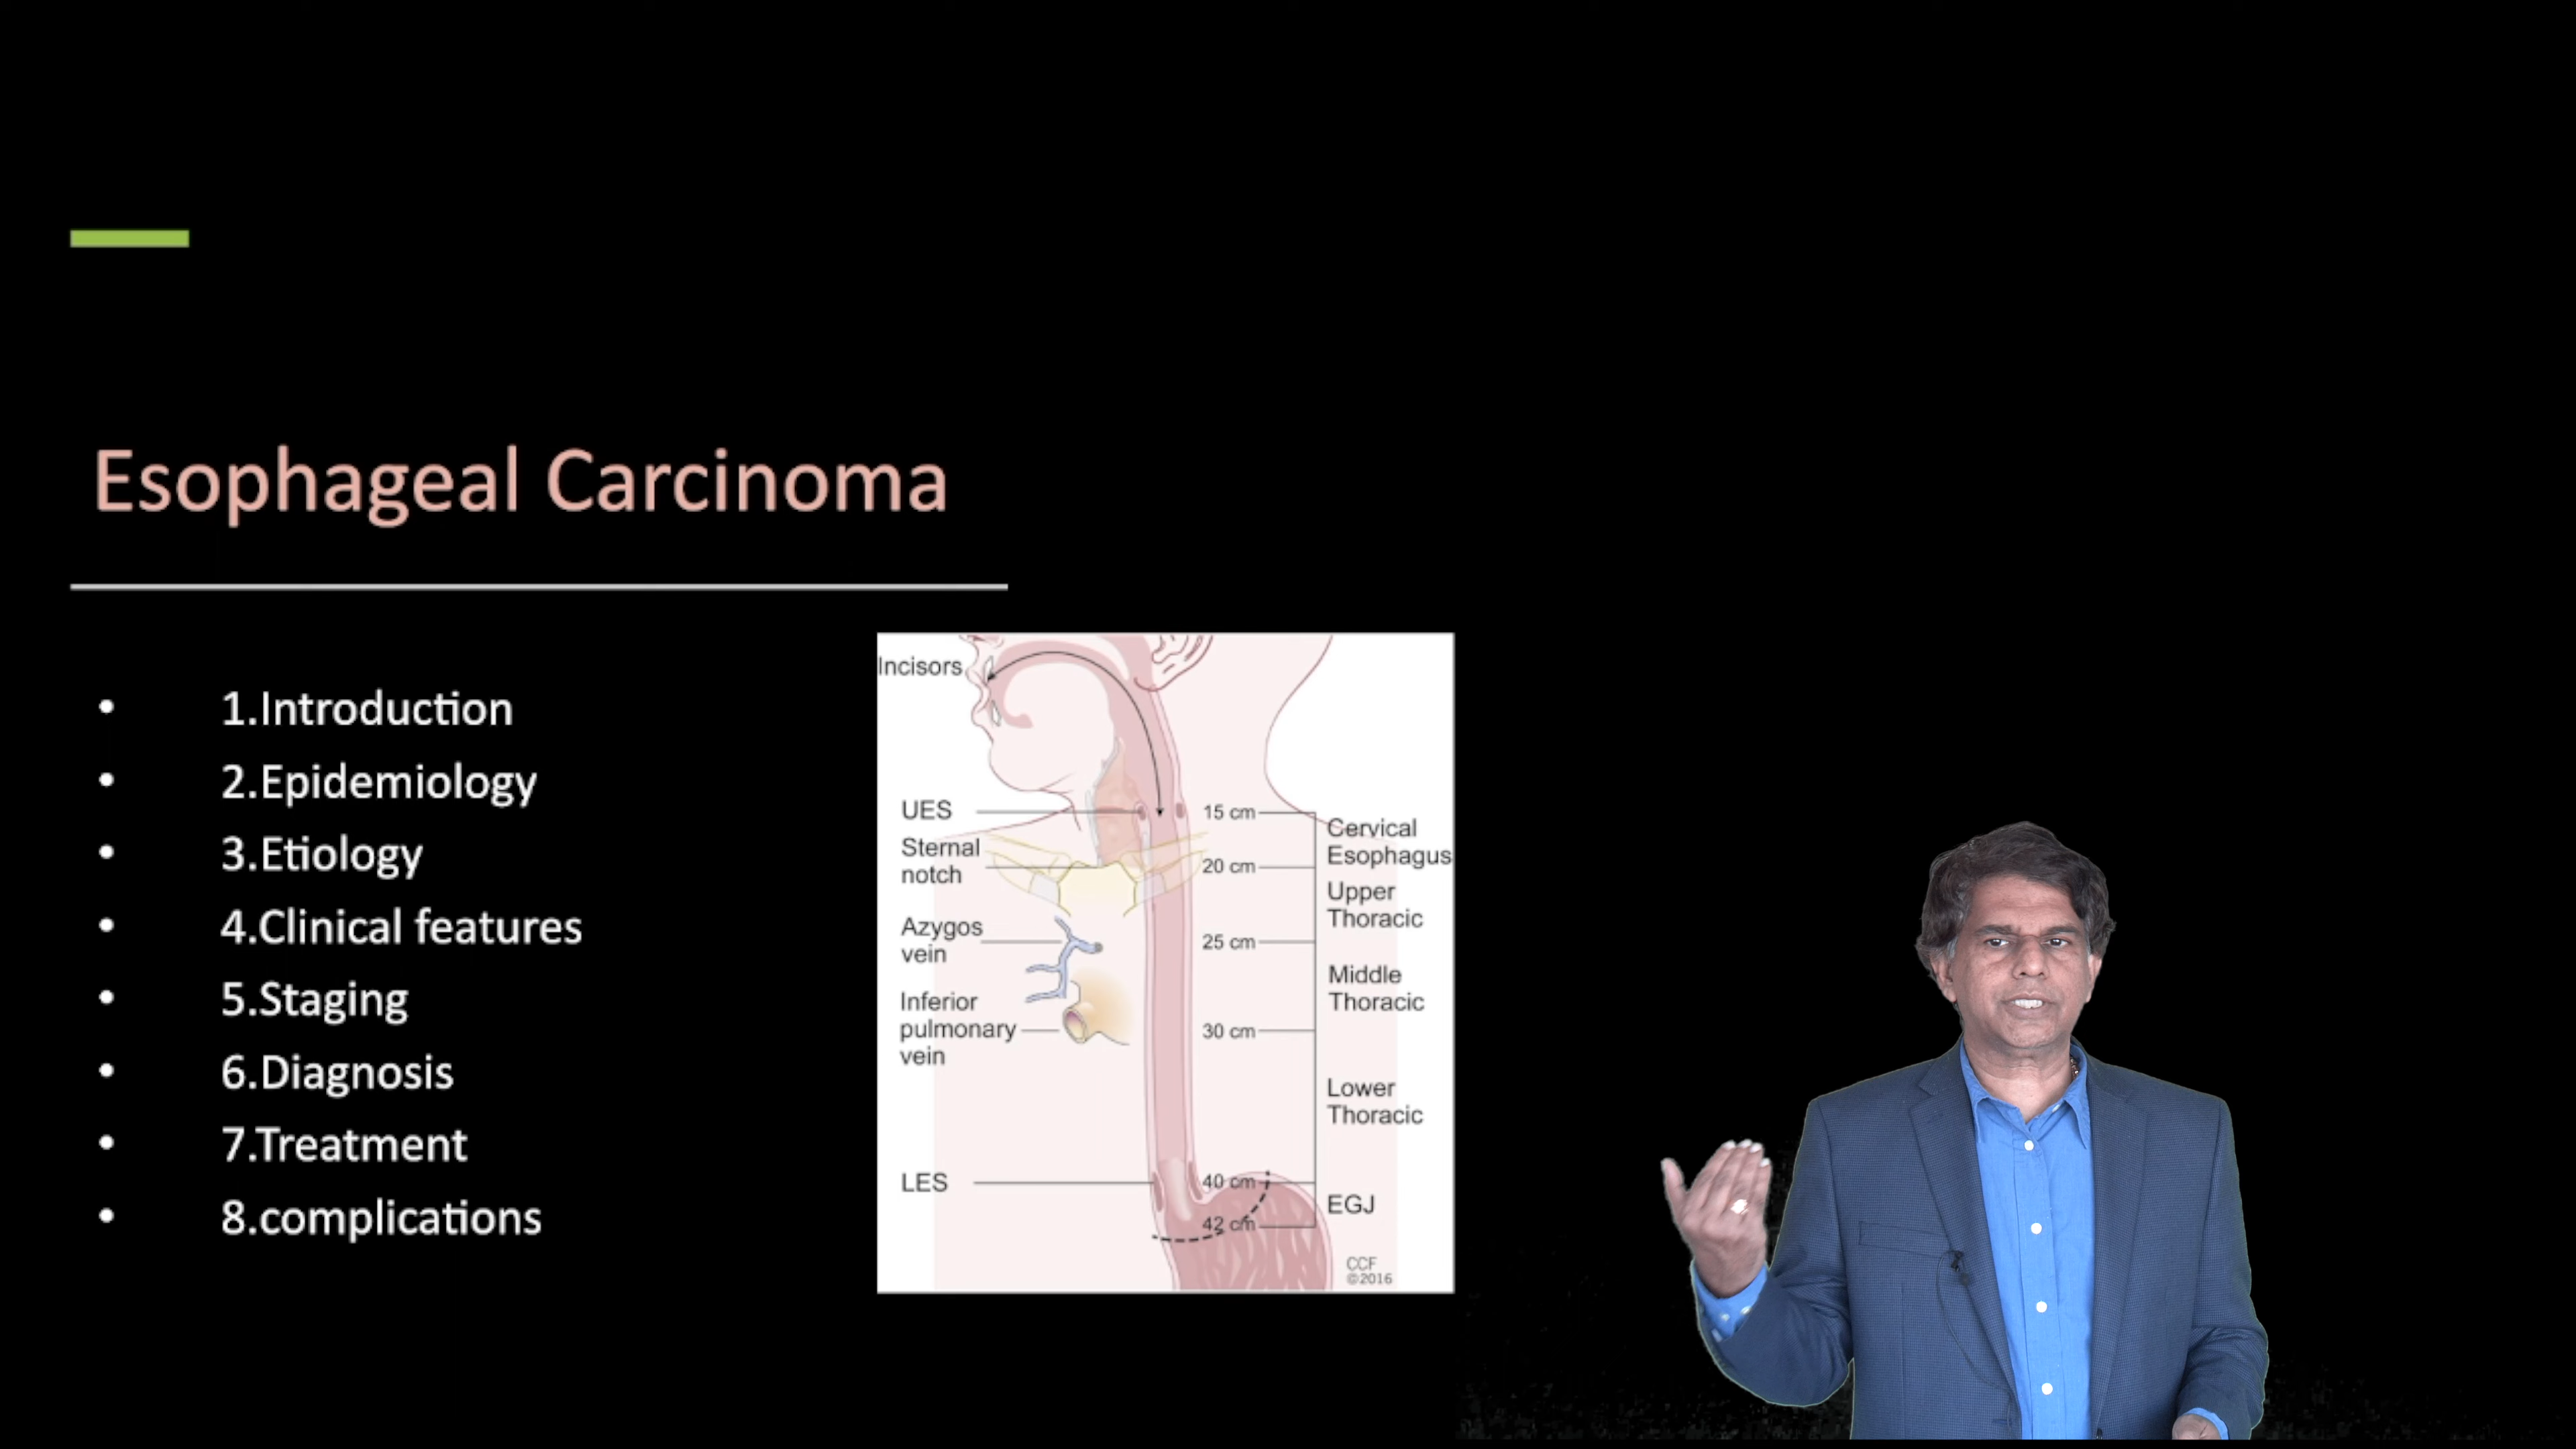 Esophageal Carcinoma
• 1.Introduction
• 2.Epidemiology
• 3.Etiology
• 4.Clinical features
• 5.Staging
• 6.Diagnosis
• 7.Treatment
• 8.complications
Incisors
UES
Sternal
notch
Azygos
vein
Inferior
pulmonary
vein
LES
15 cm
20 cm
25 cm
30 cm
40 cm
42 cm
Cervical
Esophagus
Upper
Thoracic
Middle
Thoracic
Lower
Thoracic
EGJ
CCF
©2016